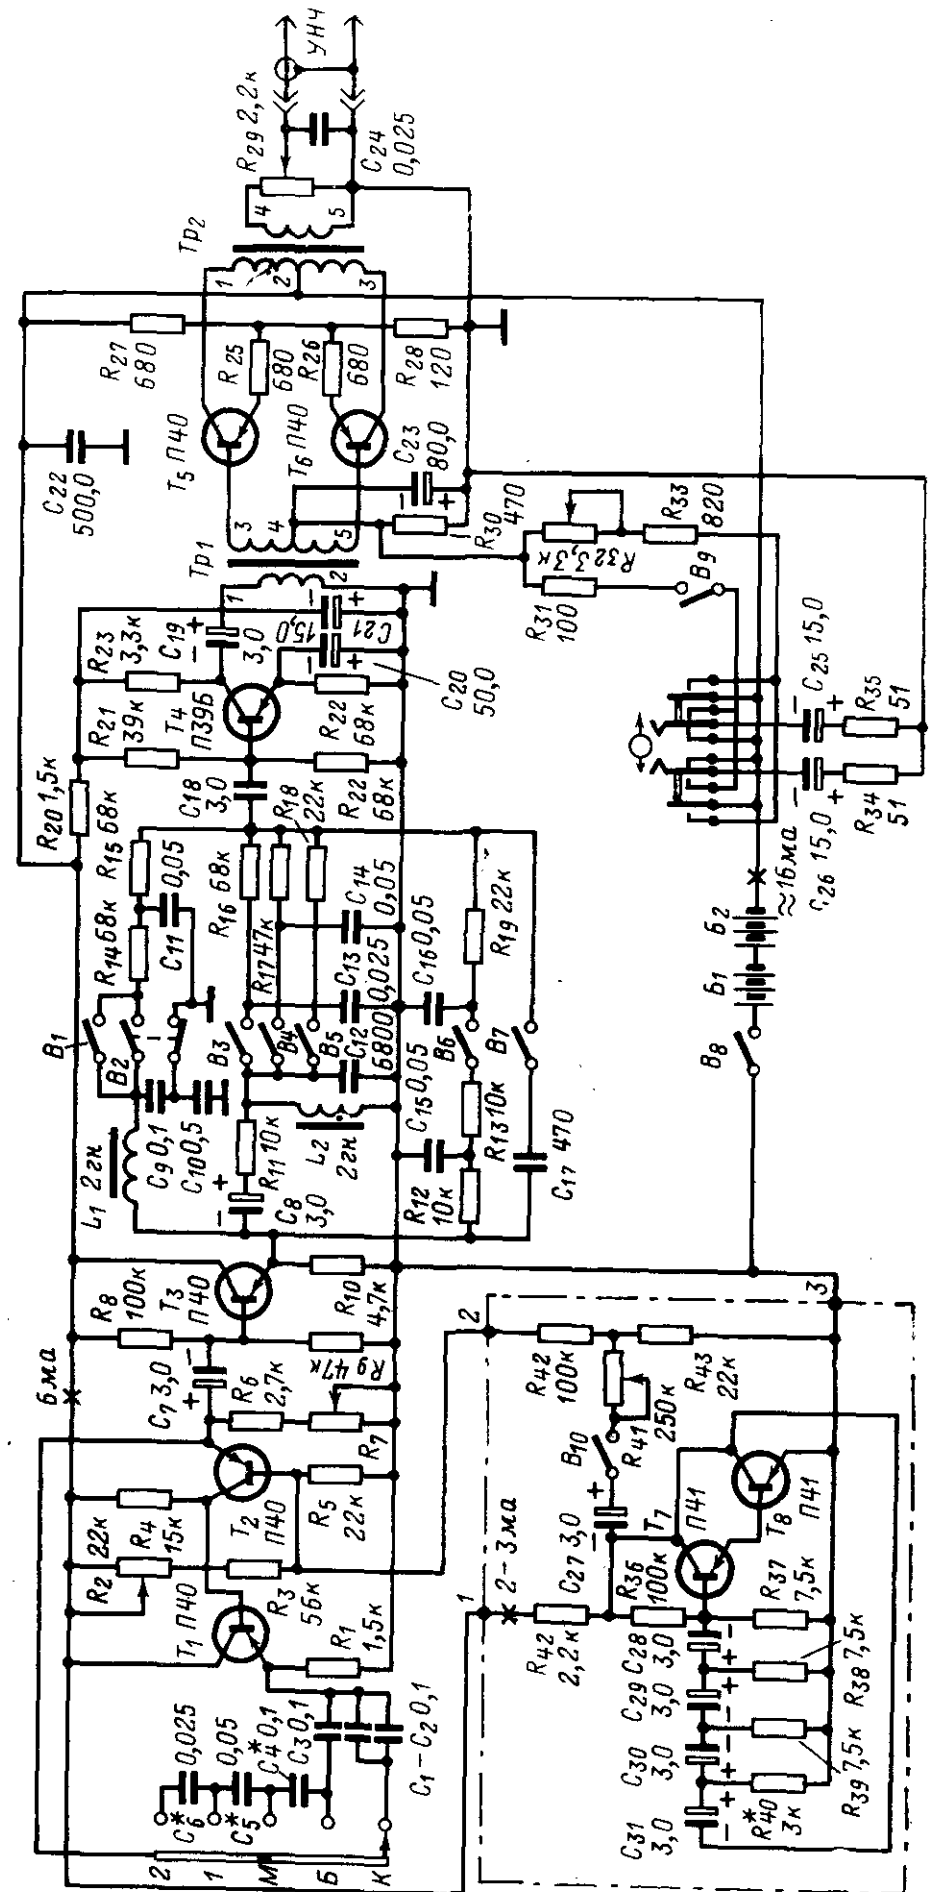 УНЧ
R29 2,2к
C24
0,025
4
5
Тр2
1
2
3
R27
680
R25
680
R26
680
R28
120
C22
500,0
T5 П40
T6 П40
C23
80,0
R30
470
3
4
5
Тр1
1
2
R32 3,3к
R33
820
R31
100
B9
R23
3,3к
C19
3,0
15,0
C21
C20
50,0
R21
39к
T4
П39Б
R22
68к
R20 1,5к
C18
3,0
R22
68к
R15 68к
0,05
C11
R14 68к
R16 68к
R17 47к
R18
22к
C14
0,05
C13
0,025
C12
6800
C16 0,05
R19 22к
B1
B2
B3
B4
B5
B6
B7
L1 2гн
C9 0,1
C10 0,5
R11 10к
C8
3,0
L2
2гн
C15 0,05
R13 10к
R12
10к
C17 470
C25 15,0
R35
51
R34
51
C26 15,0
≈16ма
Б2
Б1
B8
R8
100к
T3
П40
R10
4,7к
6ма
C7 3,0
R6
2,7к
R9 47к
R7
R2
22к
R4
15к
T2
П40
R5
22к
T1 П40
R3
56к
R1
1,5к
C*6
0,025
C*5
0,05
C*4 0,1
C3 0,1
C1–C2 0,1
2
1
М
Б
К
1
2
3
2–3ма
R42
100к
R43
22к
R41
250к
B10
C27 3,0
T7
П41
T8
П41
R42
2,2к
R36
100к
R37
7,5к
C28
3,0
R38 7,5к
C29
3,0
R39 7,5к
C30
3,0
R*40
3к
C31
3,0